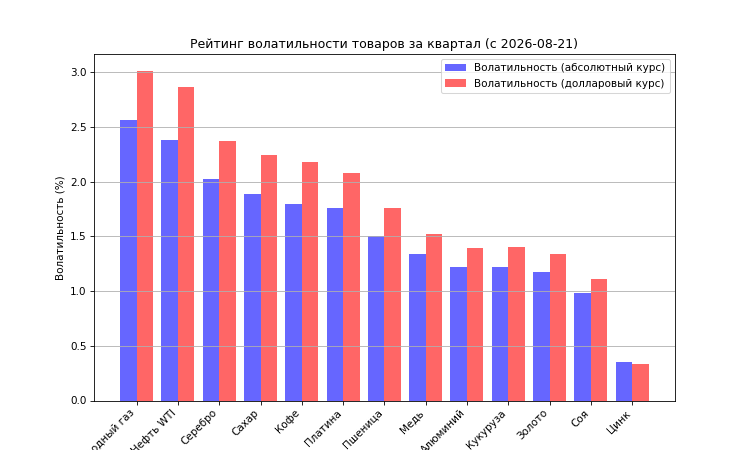 Рейтинг волатильности товаров за квартал (с 2026-08-21)
Волатильность (абсолютный курс)
Волатильность (долларовый курс)
Волатильность (%)
3.0
2.5
2.0
1.5
1.0
0.5
0.0
газ
Нефть WTI
Серебро
Сахар
Кофе
Платина
Пшеница
Медь
Алюминий
Кукуруза
Золото
Соя
Цинк